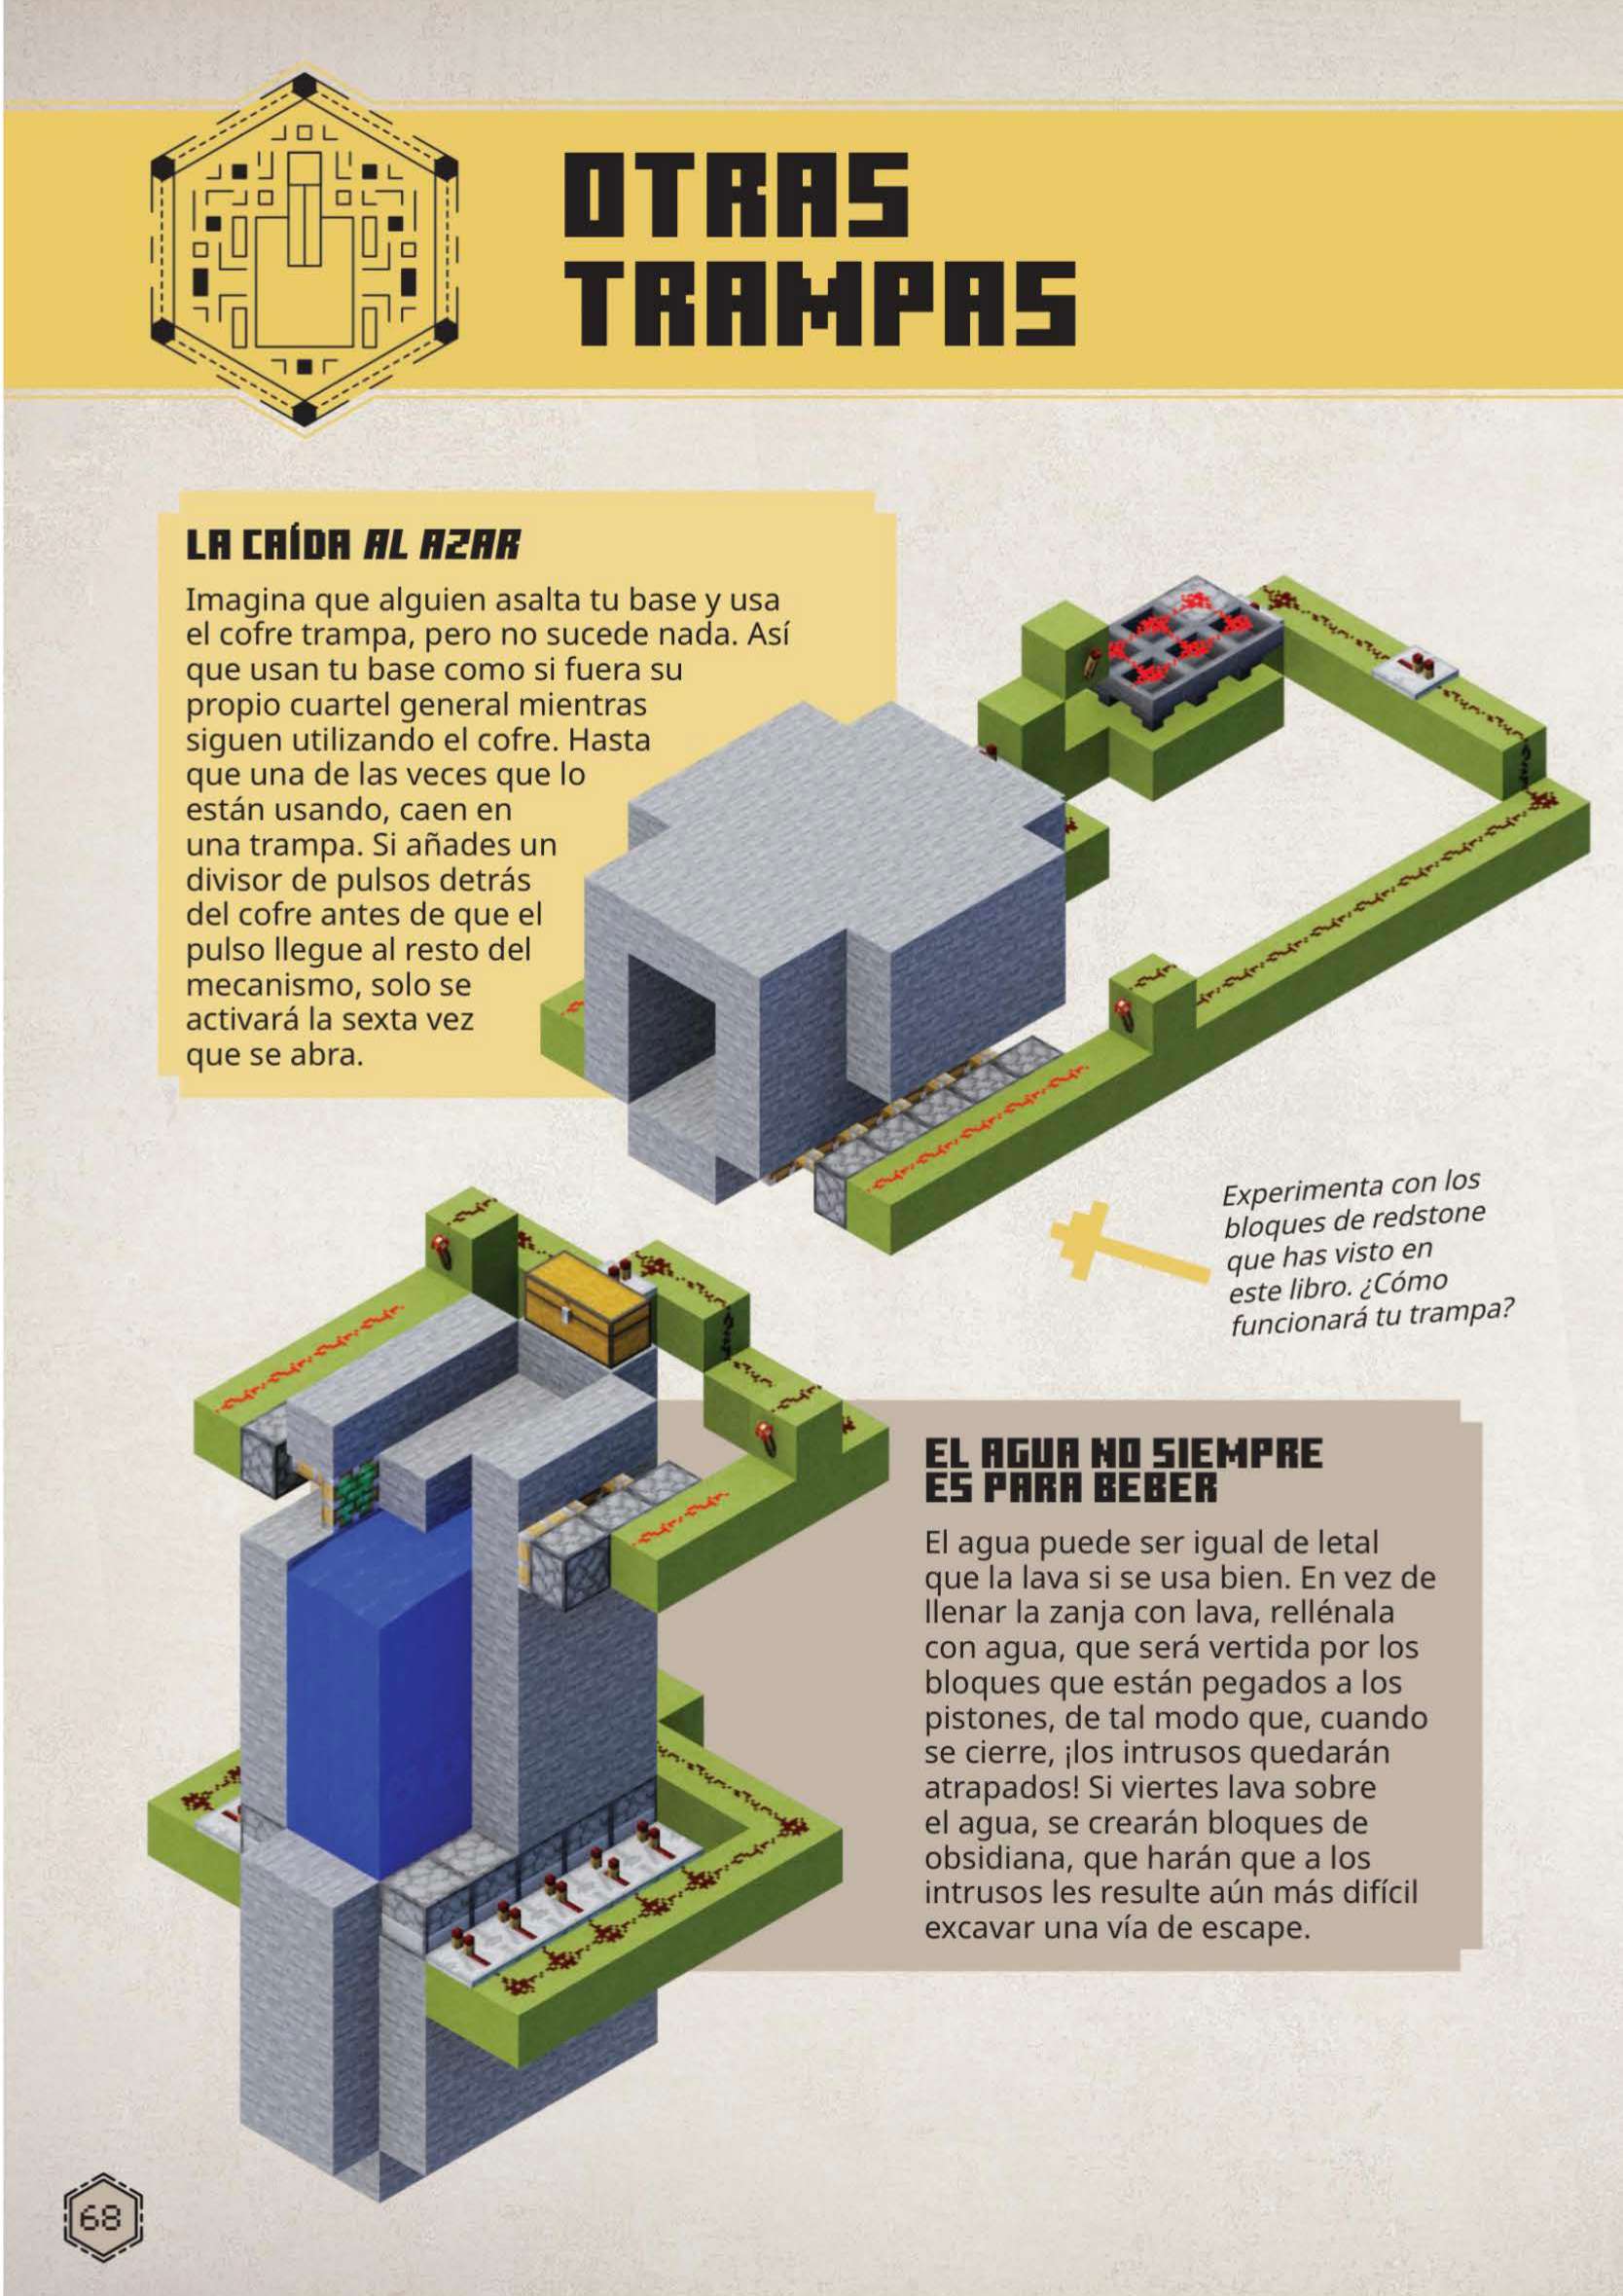 OTRAS
TRAMPAS
LA CAÍDA AL AZAR
Imagina que alguien asalta tu base y usa
el cofre trampa, pero no sucede nada. Así
que usan tu base como si fuera su
propio cuartel general mientras
siguen utilizando el cofre. Hasta
que una de las veces que lo
están usando, caen en
una trampa. Si añades un
divisor de pulsos detrás
del cofre antes de que el
pulso llegue al resto del
mecanismo, solo se
activará la sexta vez
que se abra.
Experimenta con los
bloques de redstone
que has visto en
este libro. ¿Cómo
funcionará tu trampa?
EL AGUA NO SIEMPRE
ES PARA BEBER
El agua puede ser igual de letal
que la lava si se usa bien. En vez de
llenar la zanja con lava, rellénala
con agua, que será vertida por los
bloques que están pegados a los
pistones, de tal modo que, cuando
se cierre, ¡los intrusos quedarán
atrapados! Si viertes lava sobre
el agua, se crearán bloques de
obsidiana, que harán que a los
intrusos les resulte aún más difícil
excavar una vía de escape.
68